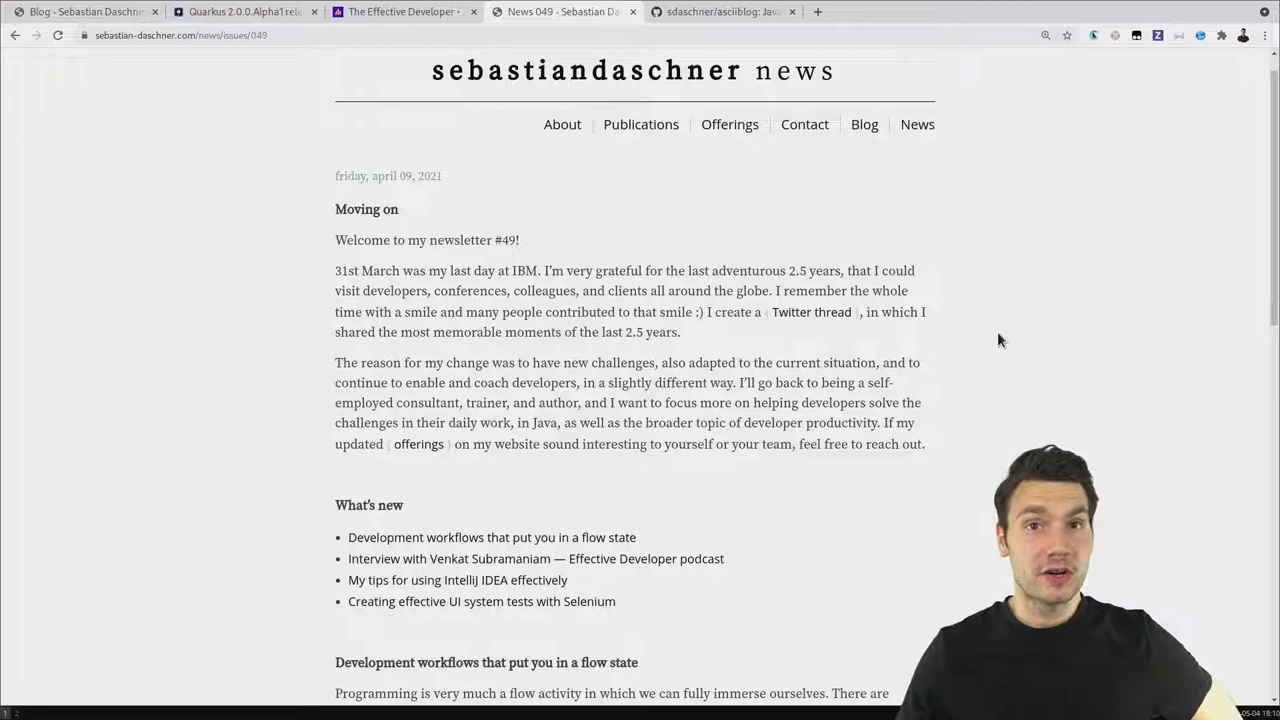 Blog - Sebastian Daschn
Quarkus 2.0.0.Alpha1 rele
The Effective Developer •
News 049 - Sebastian Da
sdaschner/asciiblog: Java
sebastian-daschner.com/news/issues/049
sebastiandaschner news
About
Publications
Offerings
Contact
Blog
News
friday, april 09, 2021
Moving on
Welcome to my newsletter #49!
31st March was my last day at IBM. I’m very grateful for the last adventurous 2.5 years, that I could
visit developers, conferences, colleagues, and clients all around the globe. I remember the whole
time with a smile and many people contributed to that smile :) I create a Twitter thread , in which I
shared the most memorable moments of the last 2.5 years.
The reason for my change was to have new challenges, also adapted to the current situation, and to
continue to enable and coach developers, in a slightly different way. I’ll go back to being a self-
employed consultant, trainer, and author, and I want to focus more on helping developers solve the
challenges in their daily work, in Java, as well as the broader topic of developer productivity. If my
updated offerings on my website sound interesting to yourself or your team, feel free to reach out.
What’s new
• Development workflows that put you in a flow state
• Interview with Venkat Subramaniam — Effective Developer podcast
• My tips for using IntelliJ IDEA effectively
• Creating effective UI system tests with Selenium
Development workflows that put you in a flow state
Programming is very much a flow activity in which we can fully immerse ourselves. There are
1 2
-05-04 18:10